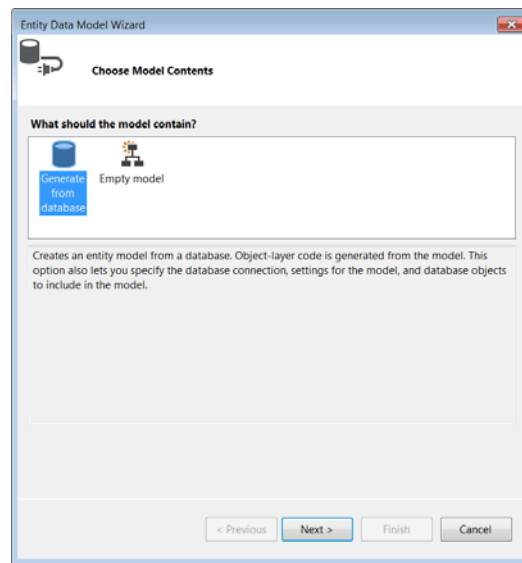 Entity Data Model Wizard
Choose Model Contents
What should the model contain?
Generate
from
database
Empty model
Creates an entity model from a database. Object-layer code is generated from the model. This
option also lets you specify the database connection, settings for the model, and database objects
to include in the model.
< Previous
Next >
Finish
Cancel